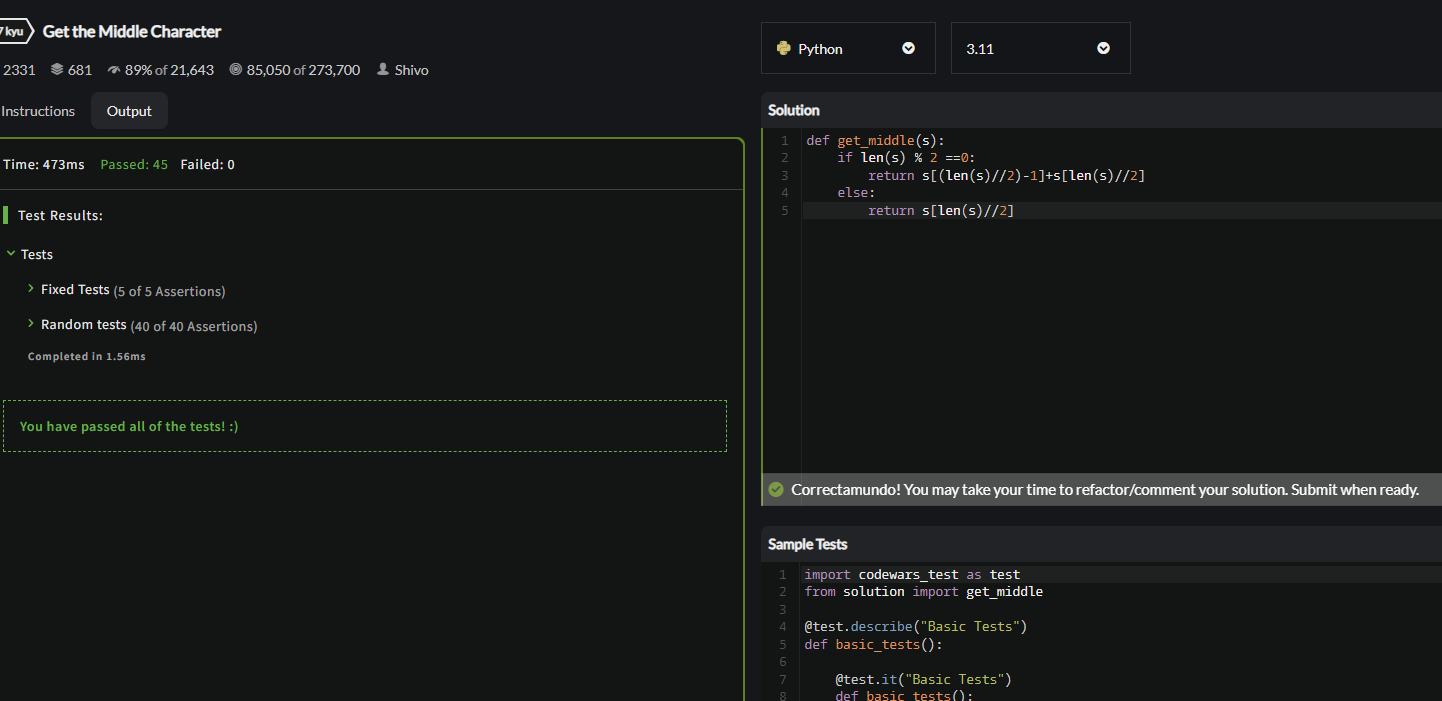 7 kyu Get the Middle Character
2331 681 89% of 21,643 85,050 of 273,700 Shivo
Instructions Output
Time: 473ms Passed: 45 Failed: 0
Test Results:
Tests
Fixed Tests (5 of 5 Assertions)
Random tests (40 of 40 Assertions)
Completed in 1.56ms
You have passed all of the tests! :)
Python 3.11
Solution
1 def get_middle(s):
2     if len(s) % 2 ==0:
3         return s[(len(s)//2)-1]+s[len(s)//2]
4     else:
5         return s[len(s)//2]
Correctamundo! You may take your time to refactor/comment your solution. Submit when ready.
Sample Tests
1 import codewars_test as test
2 from solution import get_middle
3
4 @test.describe("Basic Tests")
5 def basic_tests():
6
7     @test.it("Basic Tests")
8     def basic_tests():